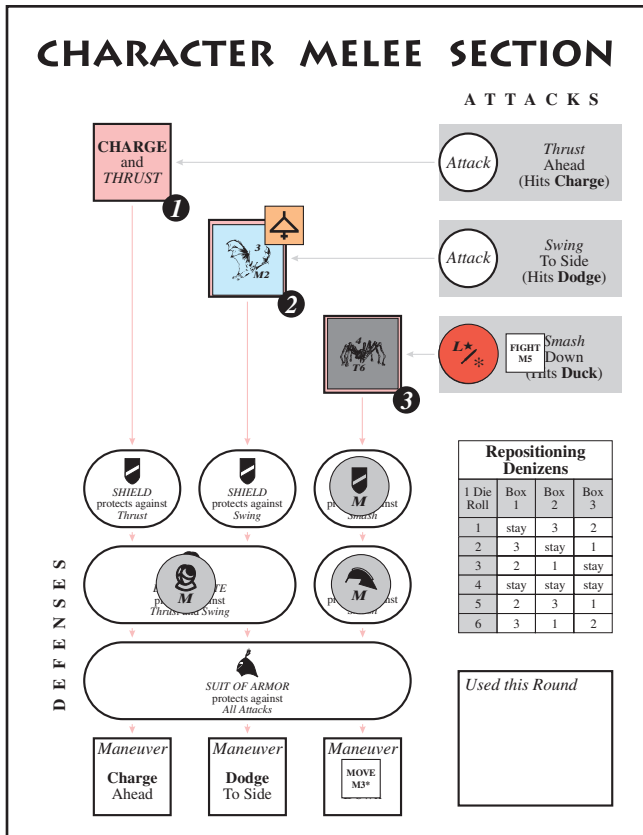 CHARACTER MELEE SECTION
ATTACKS
CHARGE
and
THRUST
1
Attack
Thrust
Ahead
(Hits Charge)
3
M2
2
Attack
Swing
To Side
(Hits Dodge)
4
T6
3
L★/*
FIGHT
M5
Smash
Down
(Hits Duck)
SHIELD
protects against
Thrust
SHIELD
protects against
Swing
M
Smash
M
Thrust and Swing
M
DEFENSES
SUIT OF ARMOR
protects against
All Attacks
Maneuver
Charge
Ahead
Maneuver
Dodge
To Side
Maneuver
MOVE
M3*
Repositioning
Denizens
1 Die Roll Box 1 Box 2 Box 3
1 stay 3 2
2 3 stay 1
3 2 1 stay
4 stay stay stay
5 2 3 1
6 3 1 2
Used this Round